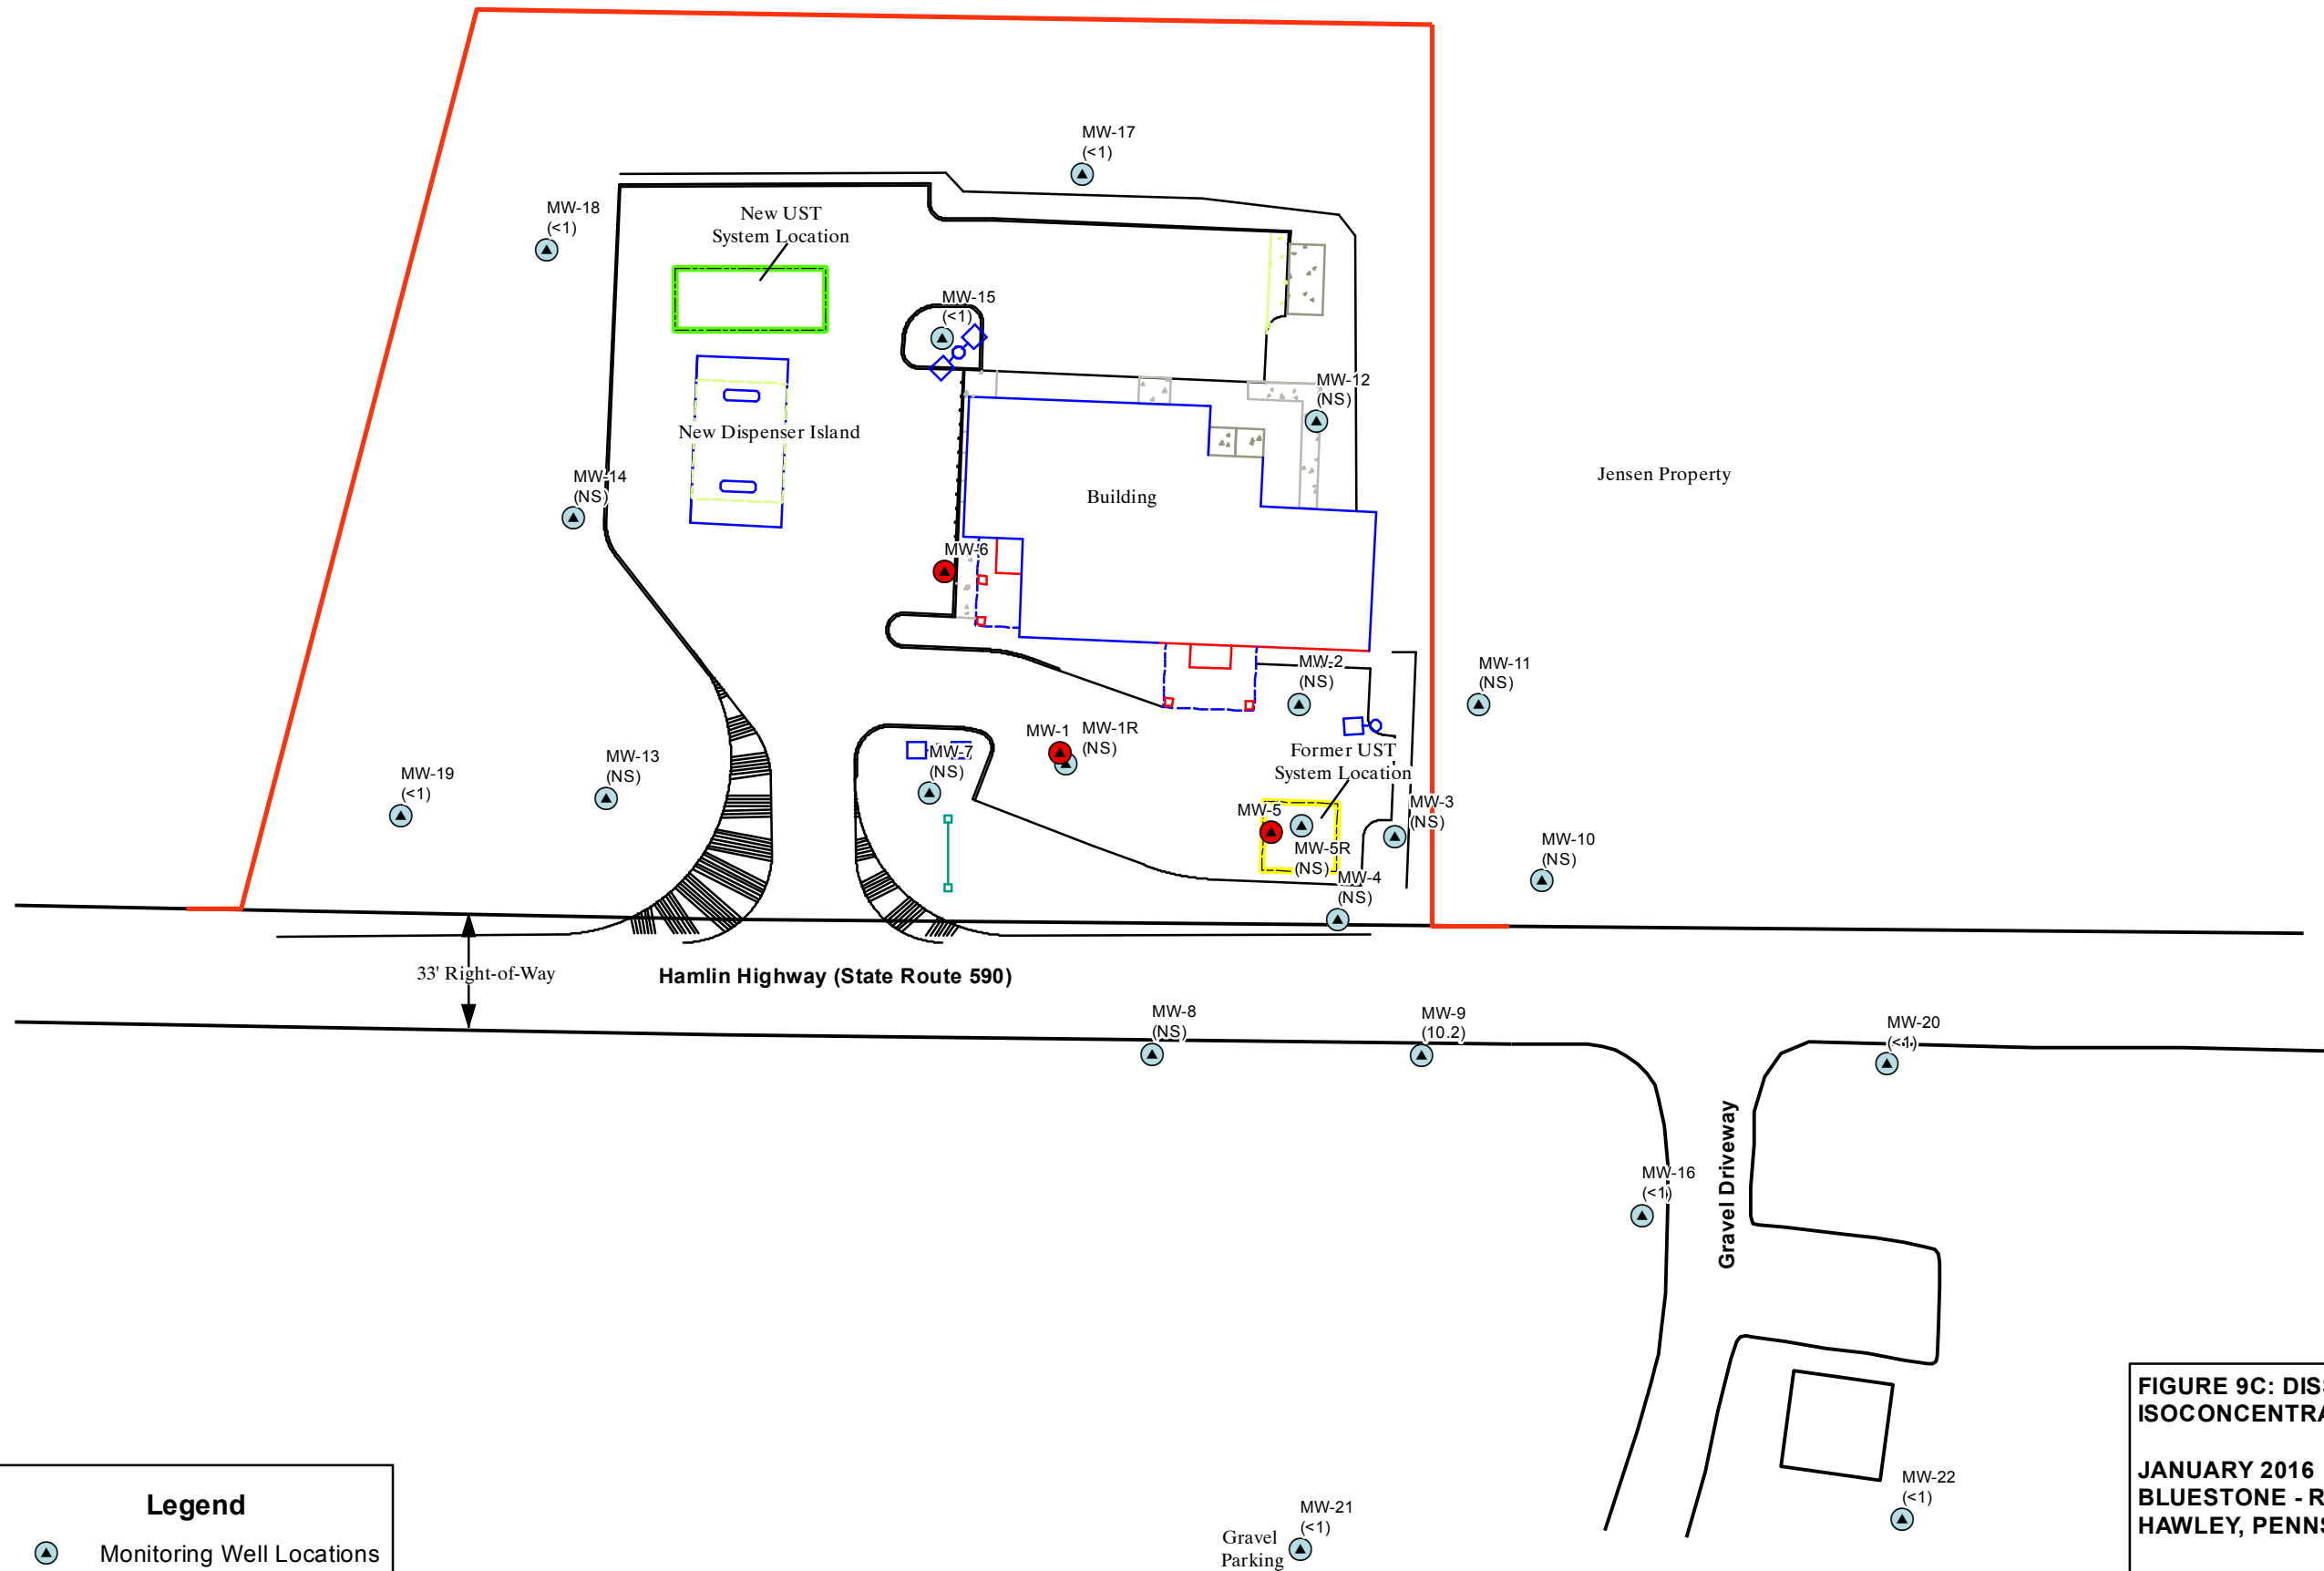 MW-17
(<1)
MW-18
(<1)
New UST
System Location
MW-15
(<1)
MW-12
(NS)
New Dispenser Island
Jensen Property
MW-14
(NS)
Building
MW-6
MW-2
(NS)
MW-11
(NS)
MW-1
MW-1R
(NS)
MW-7
(NS)
Former UST
System Location
MW-13
(NS)
MW-19
(<1)
MW-5
MW-3
(NS)
MW-5R
(NS)
MW-10
(NS)
MW-4
(NS)
33' Right-of-Way
Hamlin Highway (State Route 590)
MW-8
(NS)
MW-9
(10.2)
MW-20
(<1)
Gravel Driveway
MW-16
(<1)
FIGURE 9C: DIS
ISOCONCENTRA
JANUARY 2016
BLUESTONE - R
HAWLEY, PENNS
MW-22
(<1)
MW-21
(<1)
Gravel
Parking
Legend
Monitoring Well Locations